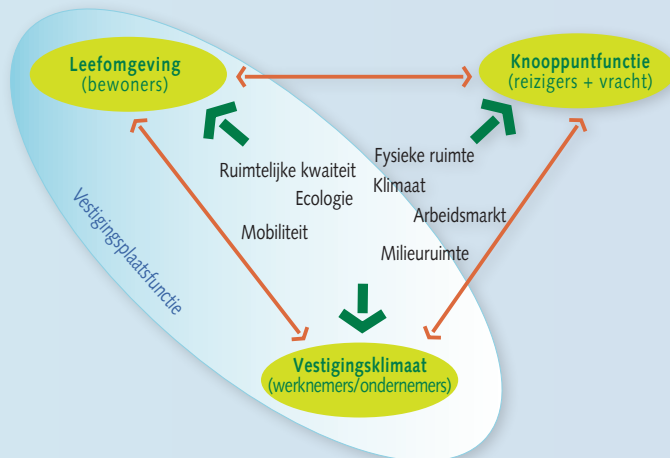 Leefomgeving
(bewoners)
Knooppuntfunctie
(reizigers + vracht)
Fysieke ruimte
Ruimtelijke kwaiteit
Klimaat
Ecologie
Arbeidsmarkt
Mobiliteit
Milieuruimte
Vestigingsplaatsfunctie
Vestigingsklimaat
(werknemers/ondernemers)